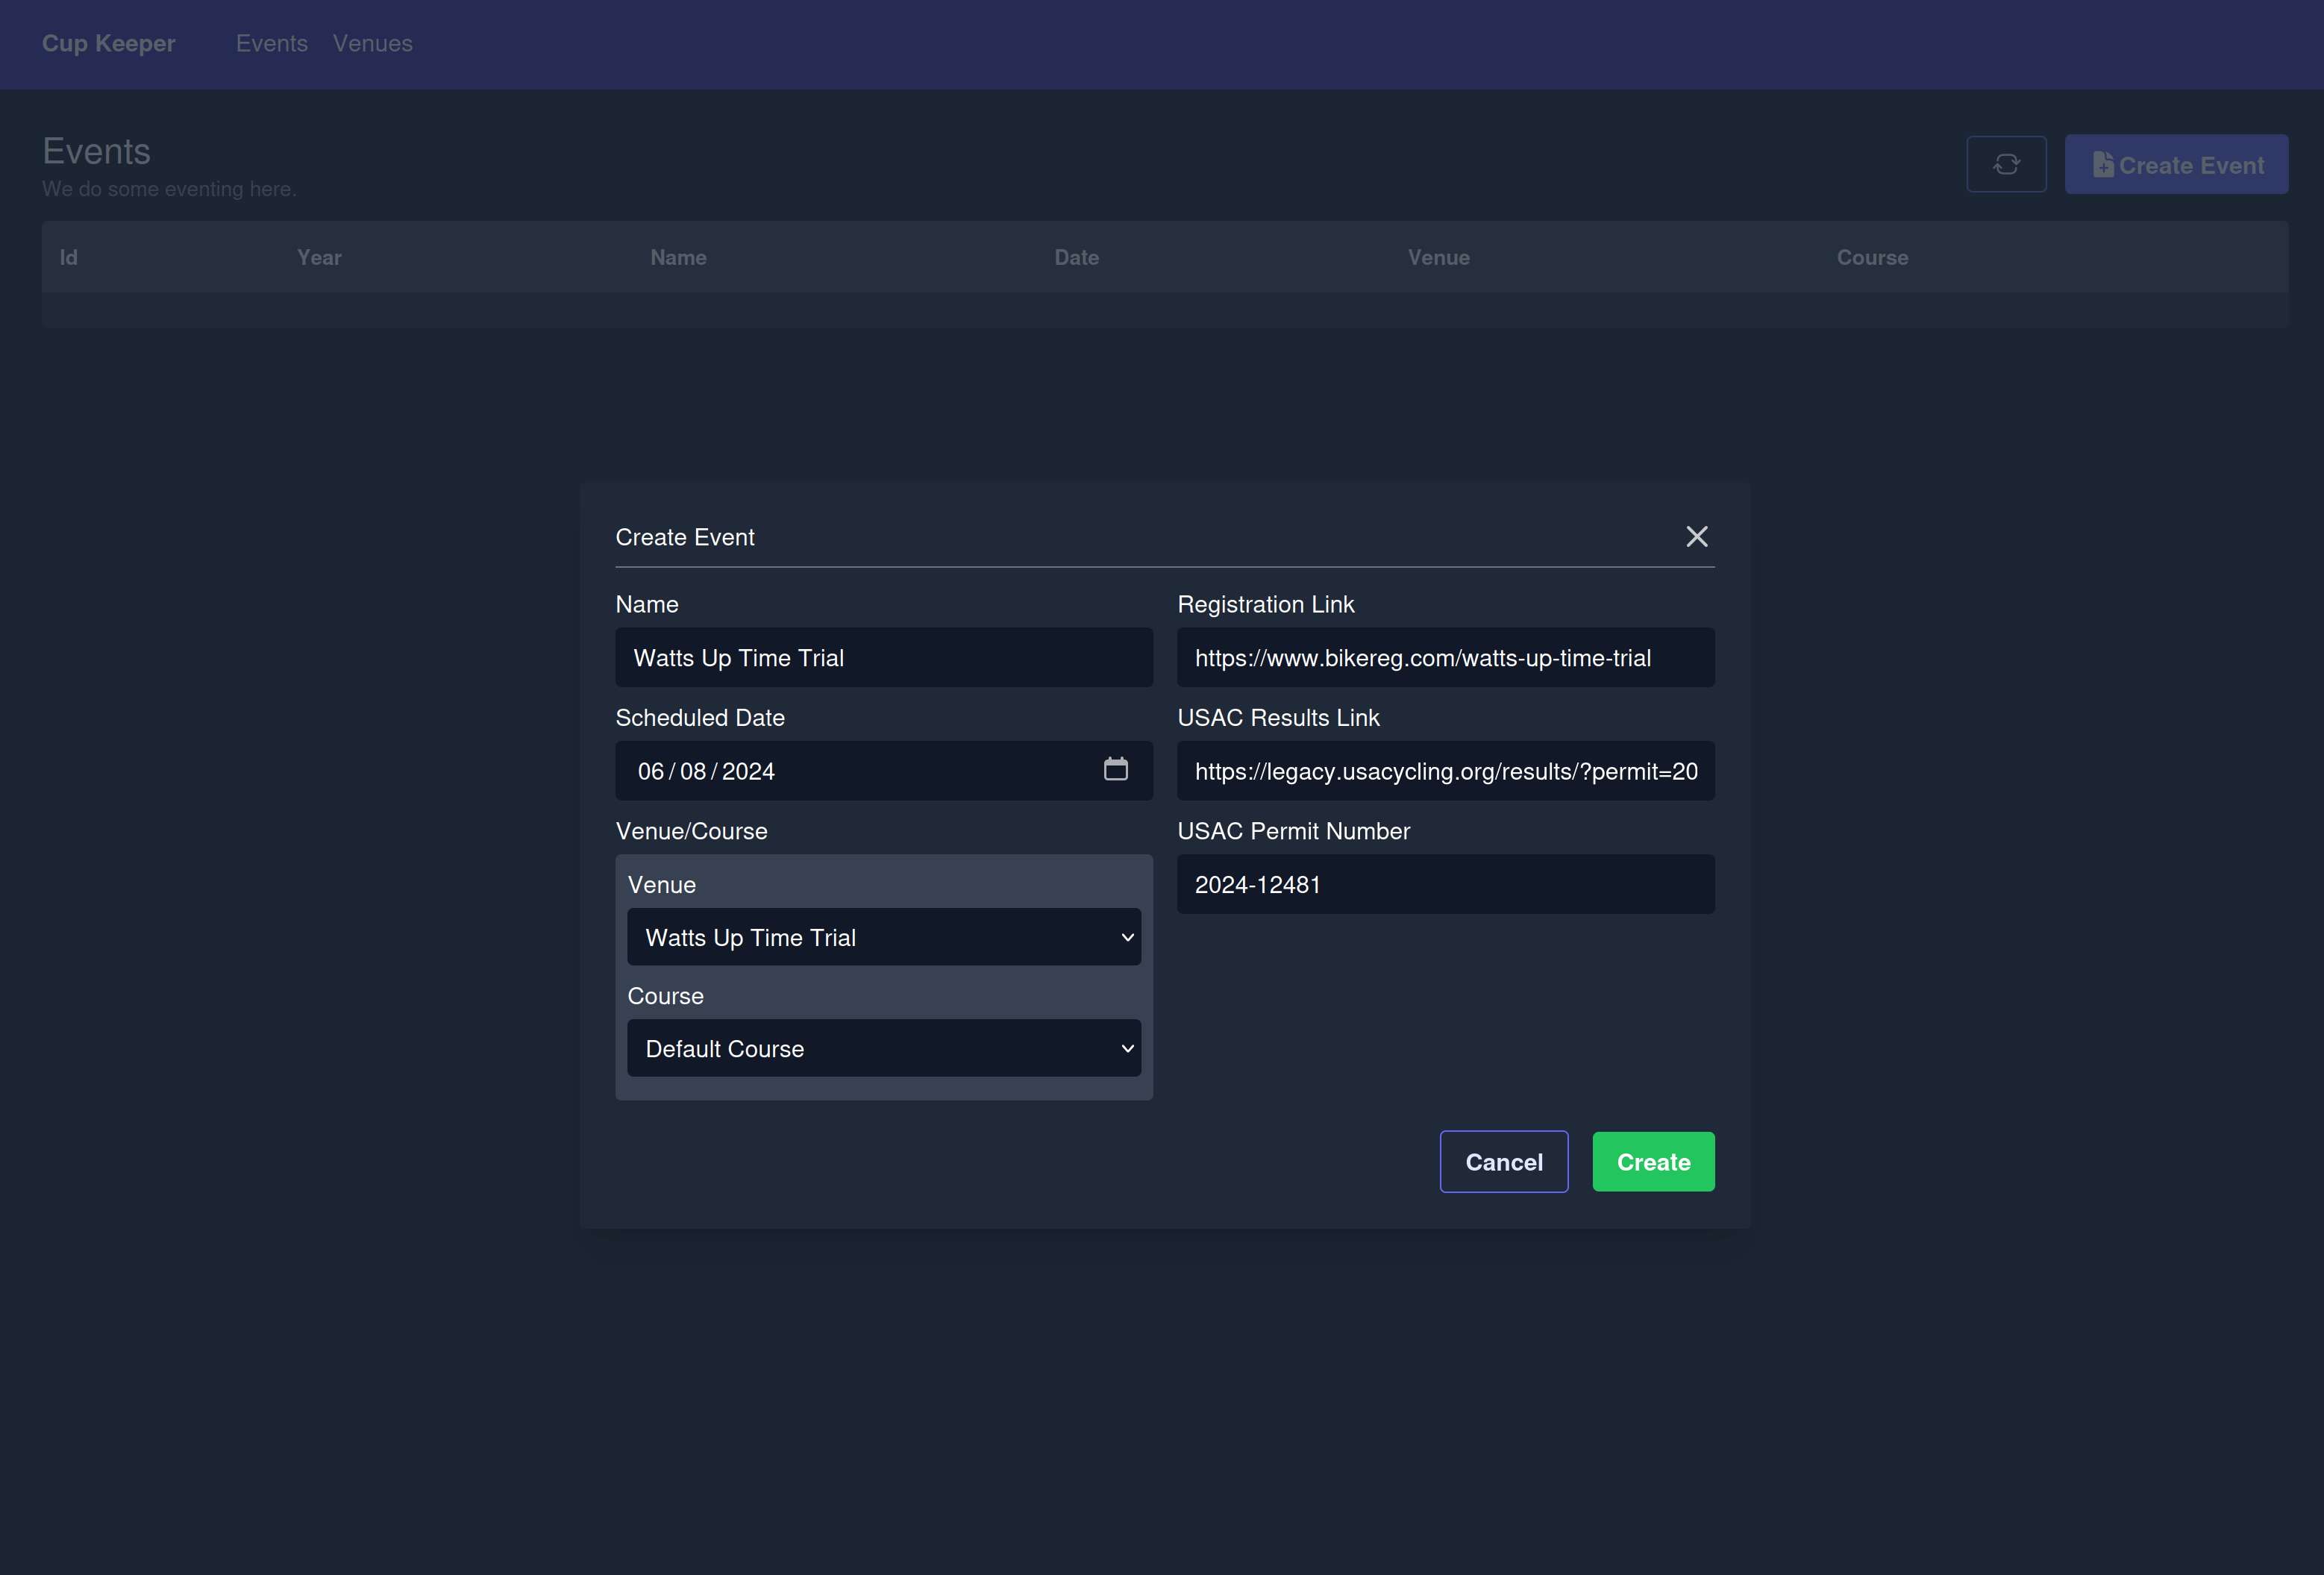 Cup Keeper Events Venues
Events
We do some eventing here.
Create Event
Id Year Name Date Venue Course
Create Event
Name
Watts Up Time Trial
Scheduled Date
06/08/2024
Venue/Course
Venue
Watts Up Time Trial
Course
Default Course
Registration Link
https://www.bikereg.com/watts-up-time-trial
USAC Results Link
https://legacy.usacycling.org/results/?permit=20
USAC Permit Number
2024-12481
Cancel Create